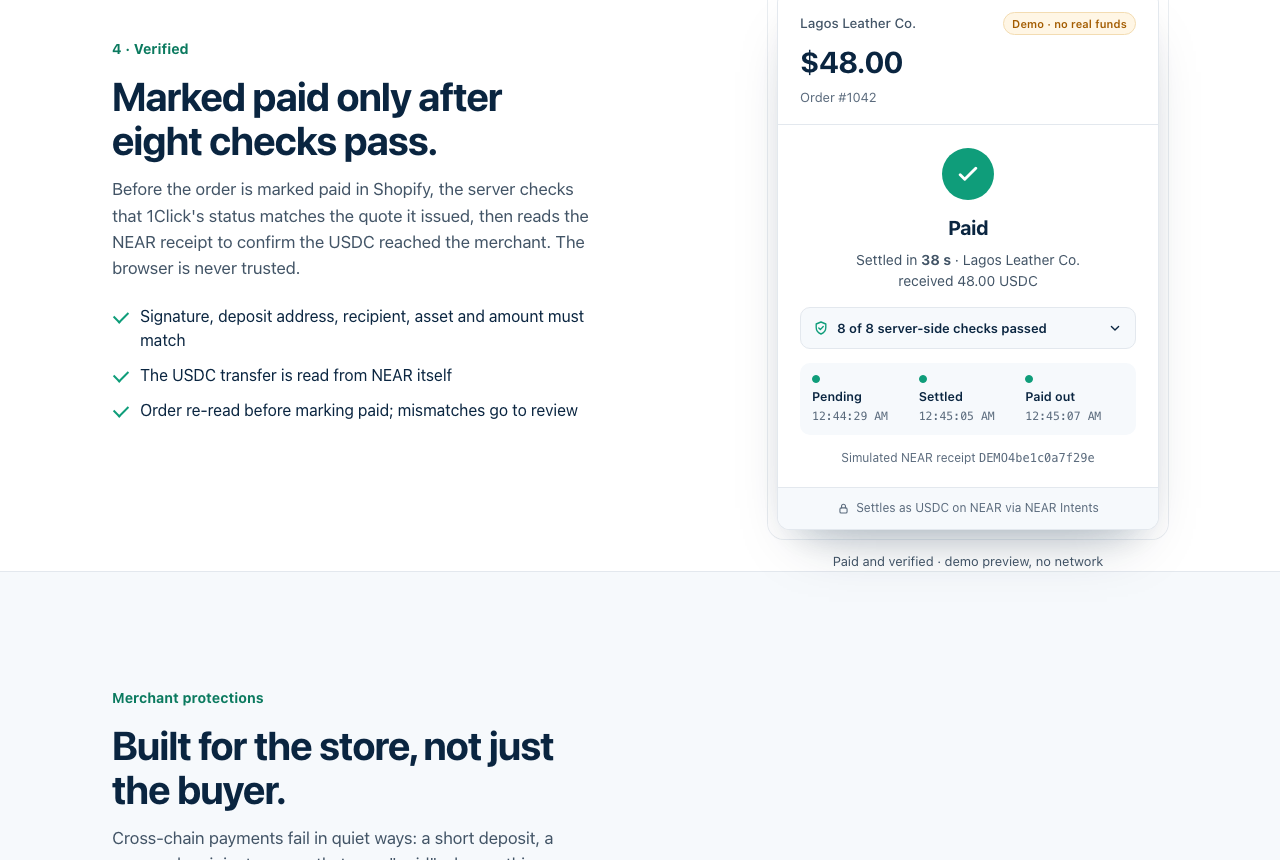 4 · Verified
Marked paid only after
eight checks pass.
Before the order is marked paid in Shopify, the server checks
that 1Click's status matches the quote it issued, then reads the
NEAR receipt to confirm the USDC reached the merchant. The
browser is never trusted.
Signature, deposit address, recipient, asset and amount must
match
The USDC transfer is read from NEAR itself
Order re-read before marking paid; mismatches go to review
Lagos Leather Co.
Demo · no real funds
$48.00
Order #1042
Paid
Settled in 38 s · Lagos Leather Co.
received 48.00 USDC
8 of 8 server-side checks passed
Pending
12:44:29 AM
Settled
12:45:05 AM
Paid out
12:45:07 AM
Simulated NEAR receipt DEMO4be1c0a7f29e
Settles as USDC on NEAR via NEAR Intents
Paid and verified · demo preview, no network
Merchant protections
Built for the store, not just
the buyer.
Cross-chain payments fail in quiet ways: a short deposit, a